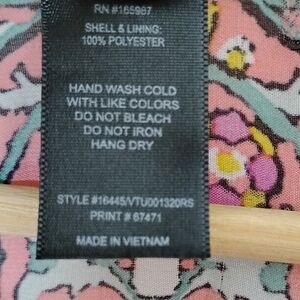 RN #165987
SHELL & LINING:
100% POLYESTER
HAND WASH COLD
WITH LIKE COLORS
DO NOT BLEACH
DO NOT IRON
HANG DRY
STYLE #16445/VTU001320RS
PRINT # 67471
MADE IN VIETNAM